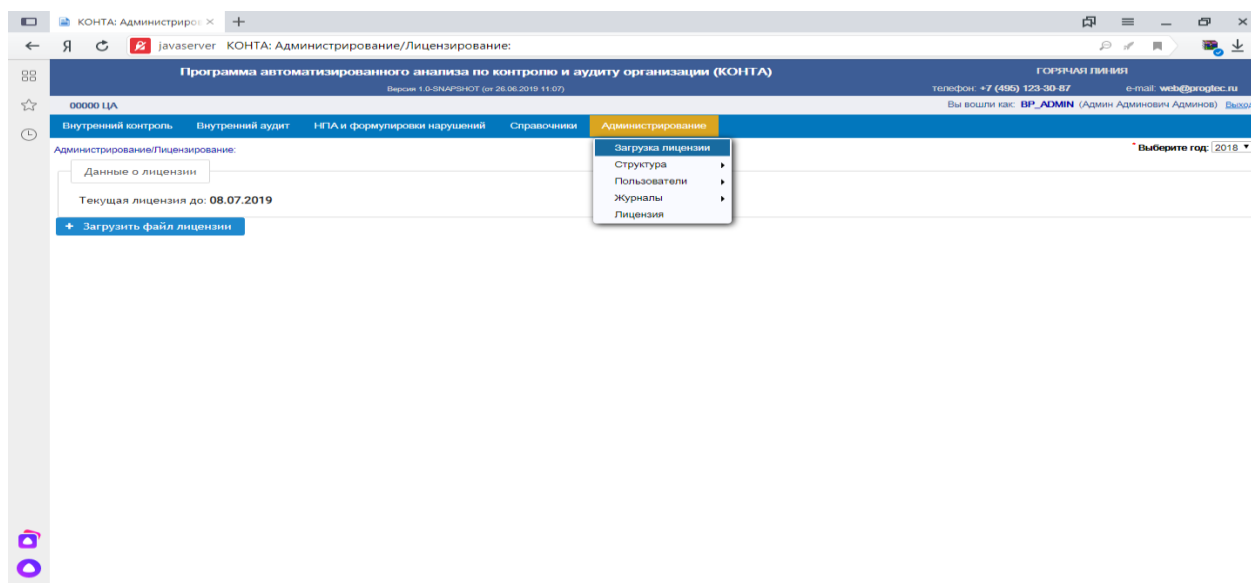 КОНТА: Администриров
javaserver КОНТА: Администрирование/Лицензирование:
Программа автоматизированного анализа по контролю и аудиту организации (КОНТА)
Версия 1.0-SNAPSHOT (от 26.06.2019 11:07)
ГОРЯЧАЯ ЛИНИЯ
телефон: +7 (495) 123-30-87 e-mail: web@progtec.ru
00000 ЦА
Вы вошли как: BP_ADMIN (Админ Админович Админов) Выход
Внутренний контроль Внутренний аудит НПА и формулировки нарушений Справочники Администрирование
Администрирование/Лицензирование:
* Выберите год: 2018
Загрузка лицензии
Структура
Пользователи
Журналы
Лицензия
Данные о лицензии
Текущая лицензия до: 08.07.2019
+ Загрузить файл лицензии